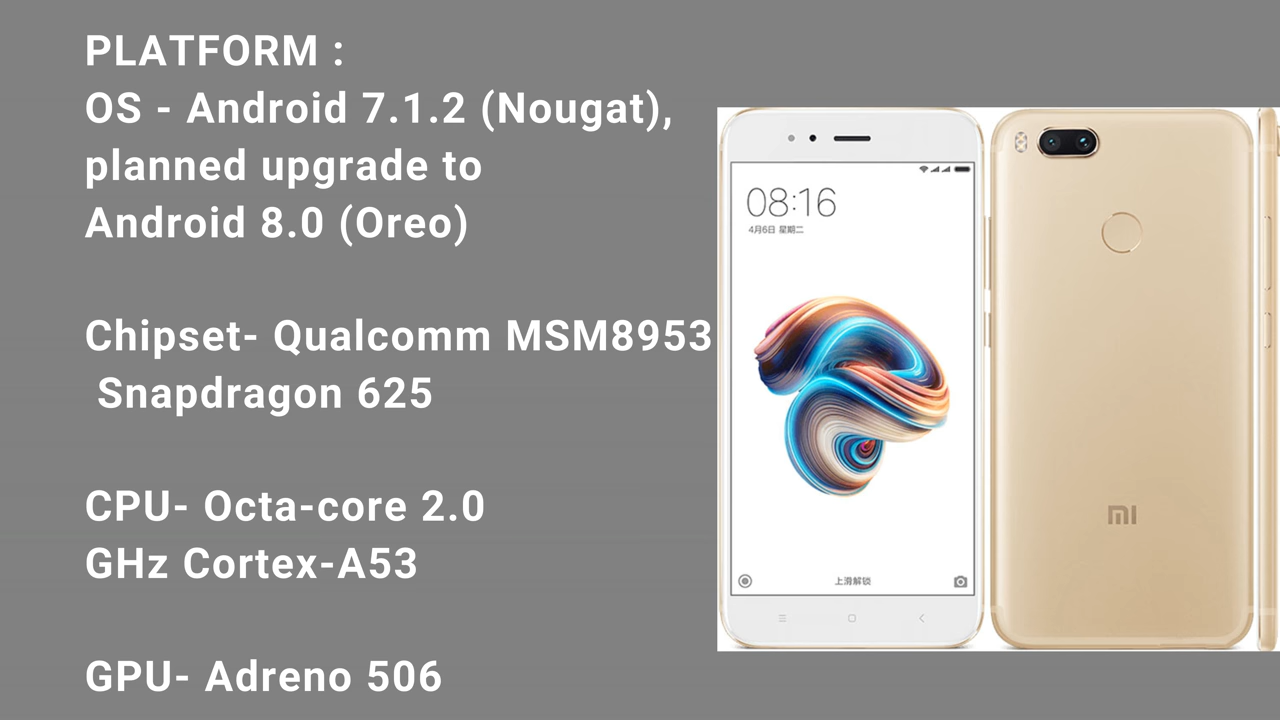 PLATFORM :
OS - Android 7.1.2 (Nougat),
planned upgrade to
Android 8.0 (Oreo)
Chipset- Qualcomm MSM8953
Snapdragon 625
CPU- Octa-core 2.0
GHz Cortex-A53
GPU- Adreno 506
08:16
4月6日 星期二
上滑解锁
MI